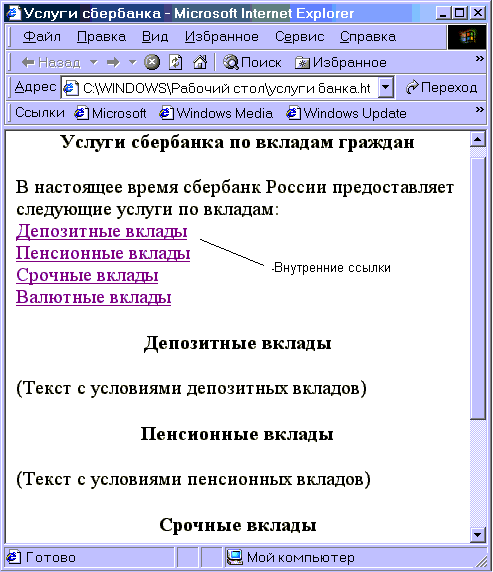 Услуги сбербанка - Microsoft Internet Explorer
Файл Правка Вид Избранное Сервис Справка
Назад Поиск Избранное »
Адрес C:\WINDOWS\Рабочий стол\услуги банка.ht Переход
Ссылки Microsoft Windows Media Windows Update »
Услуги сбербанка по вкладам граждан
В настоящее время сбербанк России предоставляет
следующие услуги по вкладам:
Депозитные вклады
Пенсионные вклады
Срочные вклады
Валютные вклады
Внутренние ссылки
Депозитные вклады
(Текст с условиями депозитных вкладов)
Пенсионные вклады
(Текст с условиями пенсионных вкладов)
Срочные вклады
Готово Мой компьютер